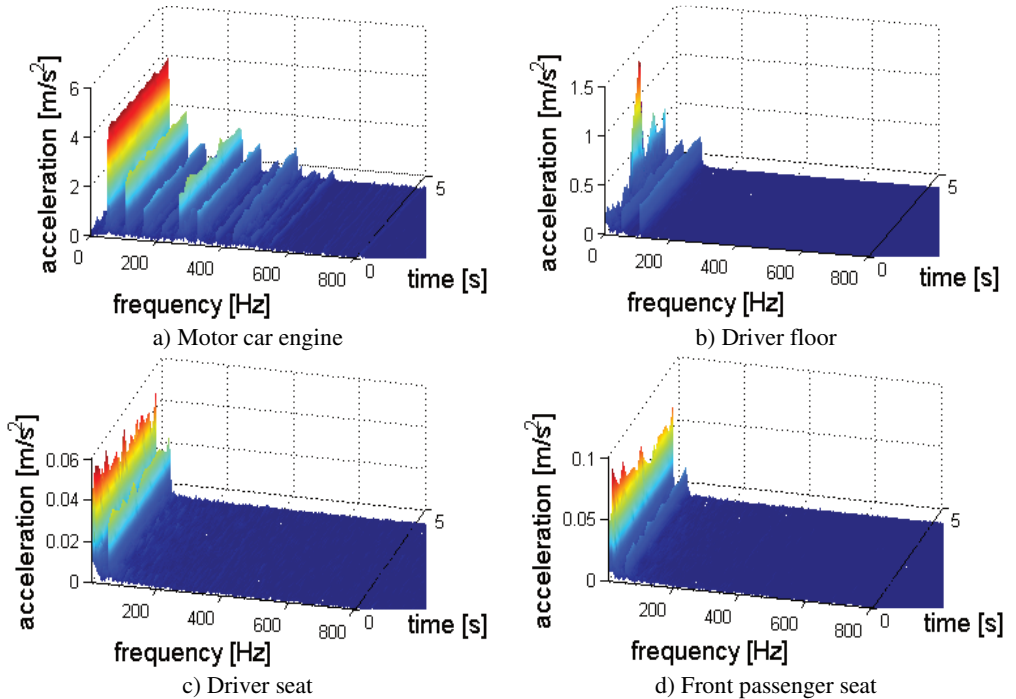 6
4
2
0
acceleration [m/s²]
0
200
400
600
800
0
5
time [s]
frequency [Hz]
a) Motor car engine
1.5
1
0.5
0
acceleration [m/s²]
0
200
400
600
800
0
5
time [s]
frequency [Hz]
b) Driver floor
0.06
0.04
0.02
0
acceleration [m/s²]
200
400
600
800
0
5
time [s]
frequency [Hz]
c) Driver seat
0.1
0.05
0
acceleration [m/s²]
200
400
600
800
0
5
time [s]
frequency [Hz]
d) Front passenger seat